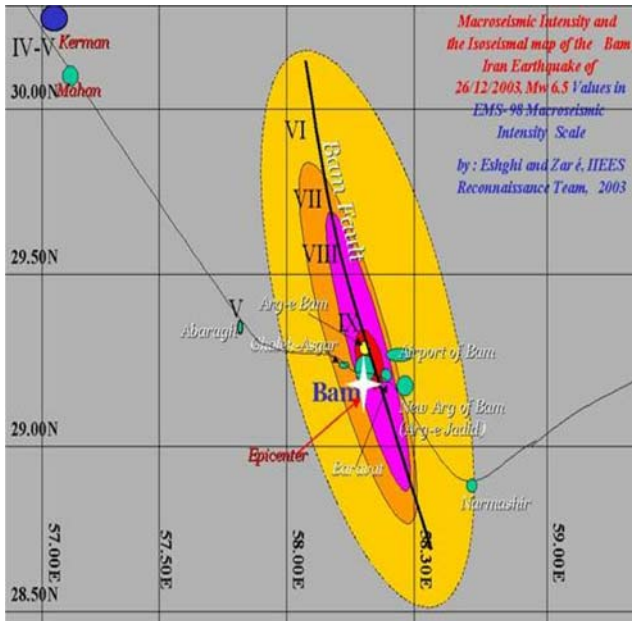 Macroseismic Intensity and
the Isoseismal map of the Bam
Iran Earthquake of
26/12/2003, Mw 6.5 Values in
EMS-98 Macroseismic
Intensity Scale
by : Eshghi and Zaré, IIEES
Reconnaissance Team, 2003
Kerman
IV-V
Mahan
30.00N
VI
Bam Fault
VII
VIII
29.50N
Arg-e Bam
V
IX
Abaragh
Airport of Bam
Bam
New Arg of Bam
(Arg-e Jadid)
29.00N
Epicenter
Baravat
Narmashir
57.00E
57.50E
58.00E
58.30E
59.00E
28.50N